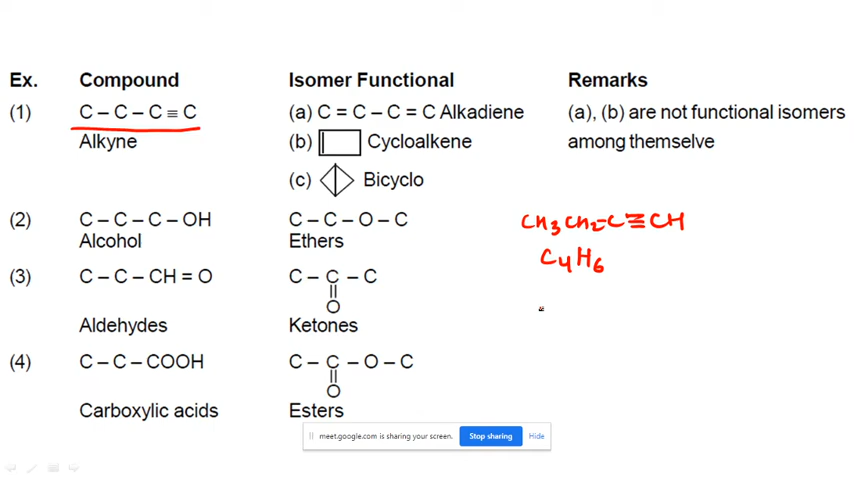 Ex. Compound Isomer Functional Remarks
(1) C – C – C ≡ C (a) C = C – C = C Alkadiene (a), (b) are not functional isomers
Alkyne (b) Cycloalkene among themselve
(c) Bicyclo
(2) C – C – C – OH C – C – O – C CH3 CH2-C≡CH
Alcohol Ethers C4H6
(3) C – C – CH = O C – C – C
O
Aldehydes Ketones
(4) C – C – COOH C – C – O – C
O
Carboxylic acids Esters
meet.google.com is sharing your screen. Stop sharing Hide